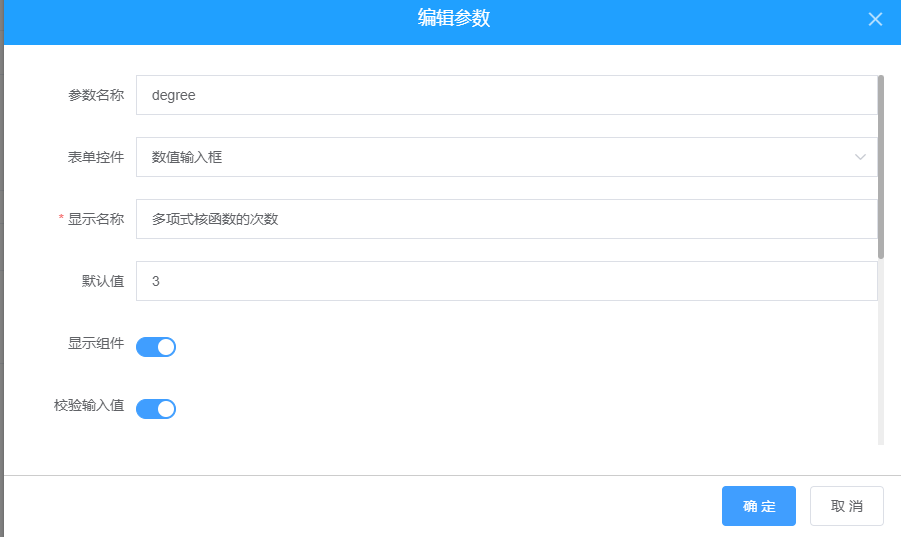 编辑参数
参数名称
degree
表单控件
数值输入框
* 显示名称
多项式核函数的次数
默认值
3
显示组件
校验输入值
确 定
取 消